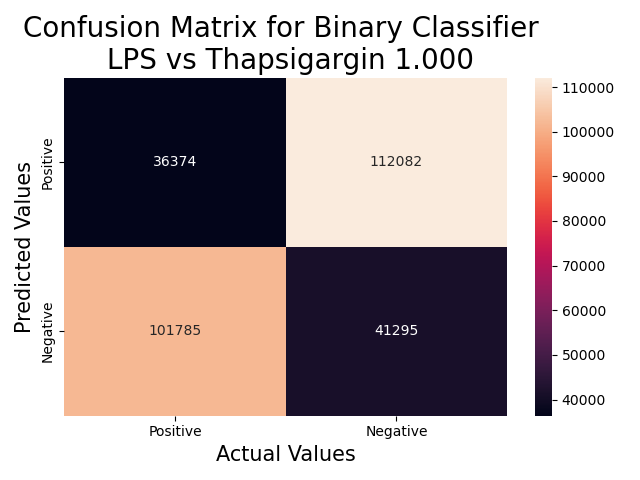 Confusion Matrix for Binary Classifier
LPS vs Thapsigargin 1.000
Predicted Values
Positive
Negative
36374
112082
101785
41295
Positive
Negative
Actual Values
110000
100000
90000
80000
70000
60000
50000
40000